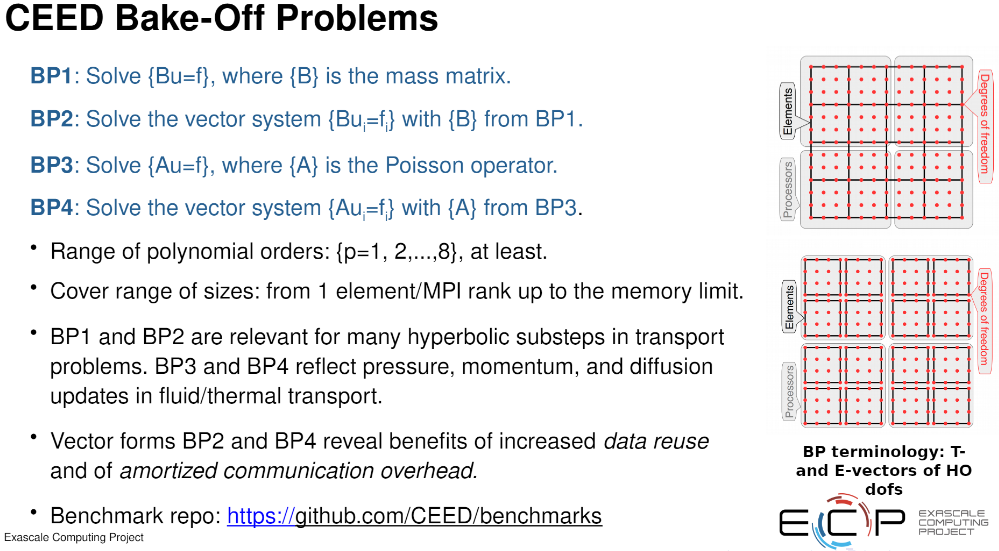 CEED Bake-Off Problems
BP1: Solve {Bu=f}, where {B} is the mass matrix.
BP2: Solve the vector system {Buᵢ=fᵢ} with {B} from BP1.
BP3: Solve {Au=f}, where {A} is the Poisson operator.
BP4: Solve the vector system {Auᵢ=fᵢ} with {A} from BP3.
• Range of polynomial orders: {p=1, 2,...,8}, at least.
• Cover range of sizes: from 1 element/MPI rank up to the memory limit.
• BP1 and BP2 are relevant for many hyperbolic substeps in transport
problems. BP3 and BP4 reflect pressure, momentum, and diffusion
updates in fluid/thermal transport.
• Vector forms BP2 and BP4 reveal benefits of increased data reuse
and of amortized communication overhead.
• Benchmark repo: https://github.com/CEED/benchmarks
Exascale Computing Project
Elements
Degrees of freedom
Processors
Elements
Degrees of freedom
Processors
BP terminology: T-
and E-vectors of HO
dofs
ECP
EXASCALE
COMPUTING
PROJECT